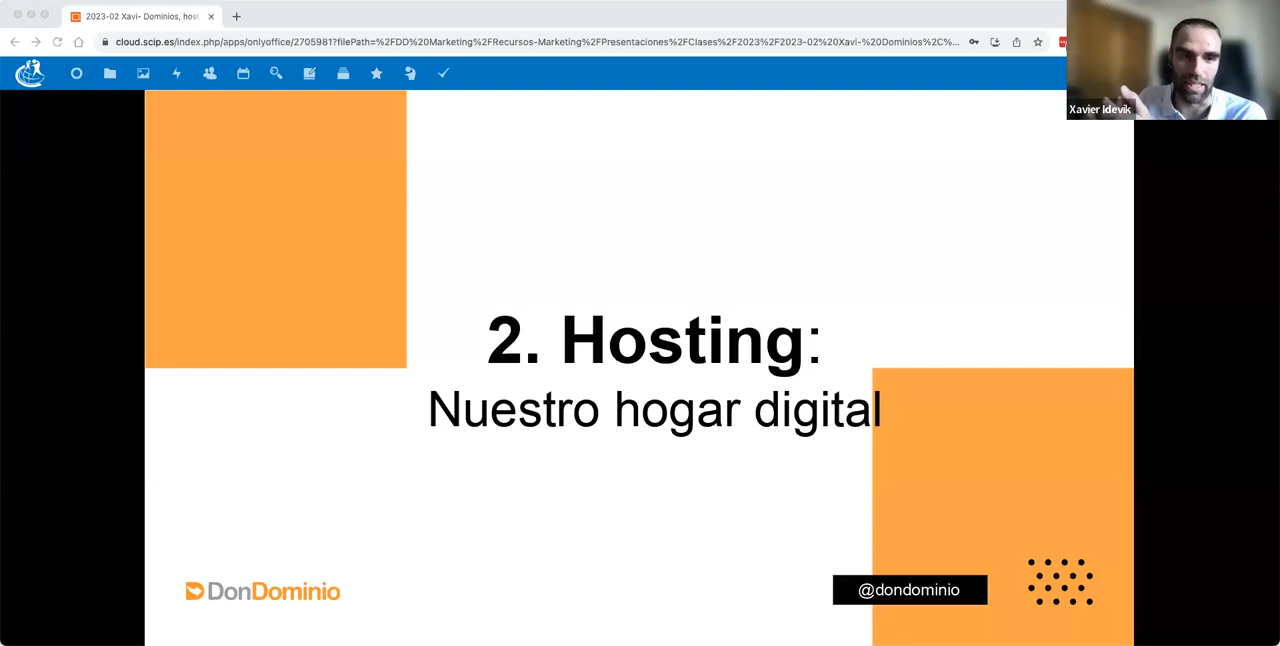 2023-02 Xavi- Dominios, host
cloud.scip.es/index.php/apps/onlyoffice/2705981?filePath=%2FDD%20Marketing%2FRecursos-Marketing%2FPresentaciones%2FClases%2F2023%2F2023-02%20Xavi-%20Dominios%2C%...
Xavier Idevik
2. Hosting:
Nuestro hogar digital
DonDominio
@dondominio